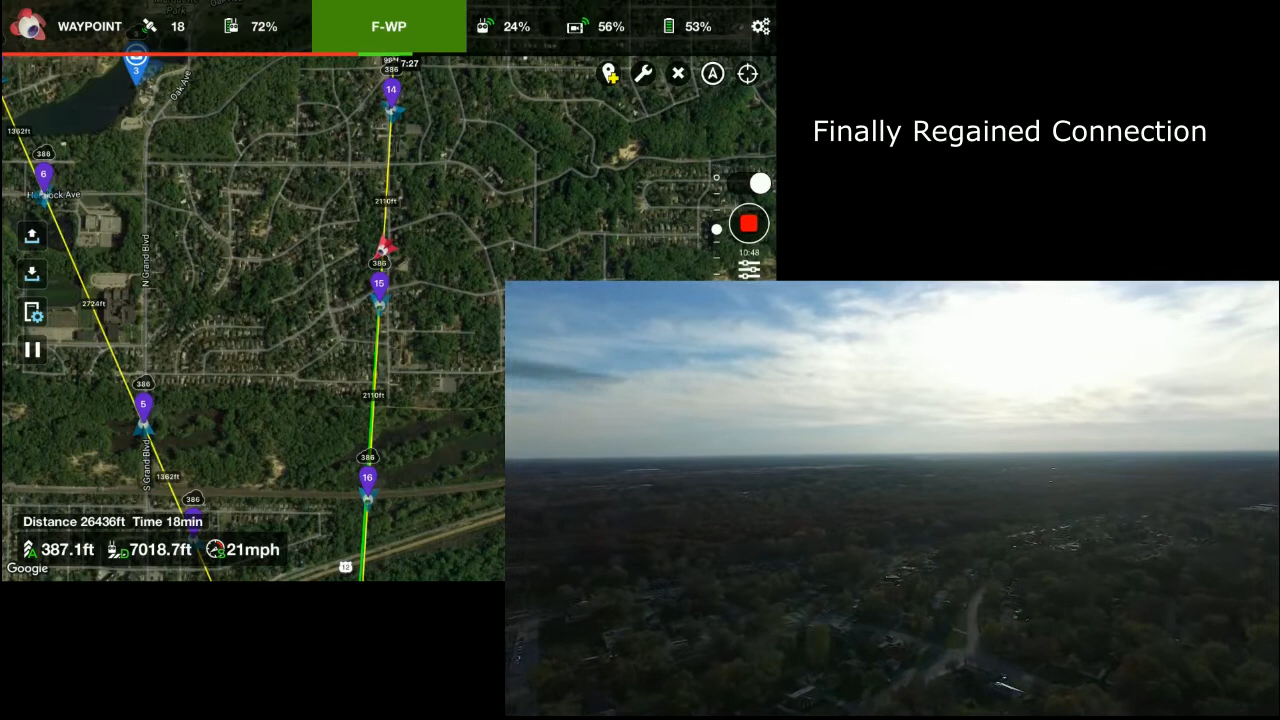 WAYPOINT 18 72% F-WP 24% 56% 53%
Oak Ave
7:27
386
3
14
1362ft
386
6
Finally Regained Connection
2110ft
N Grand Blvd
10:48
386
15
2724ft
386
5
2110ft
S Grand Blvd
386
16
1362ft
386
Distance 26436ft Time 18min
387.1ft 7018.7ft 21mph
12
Google